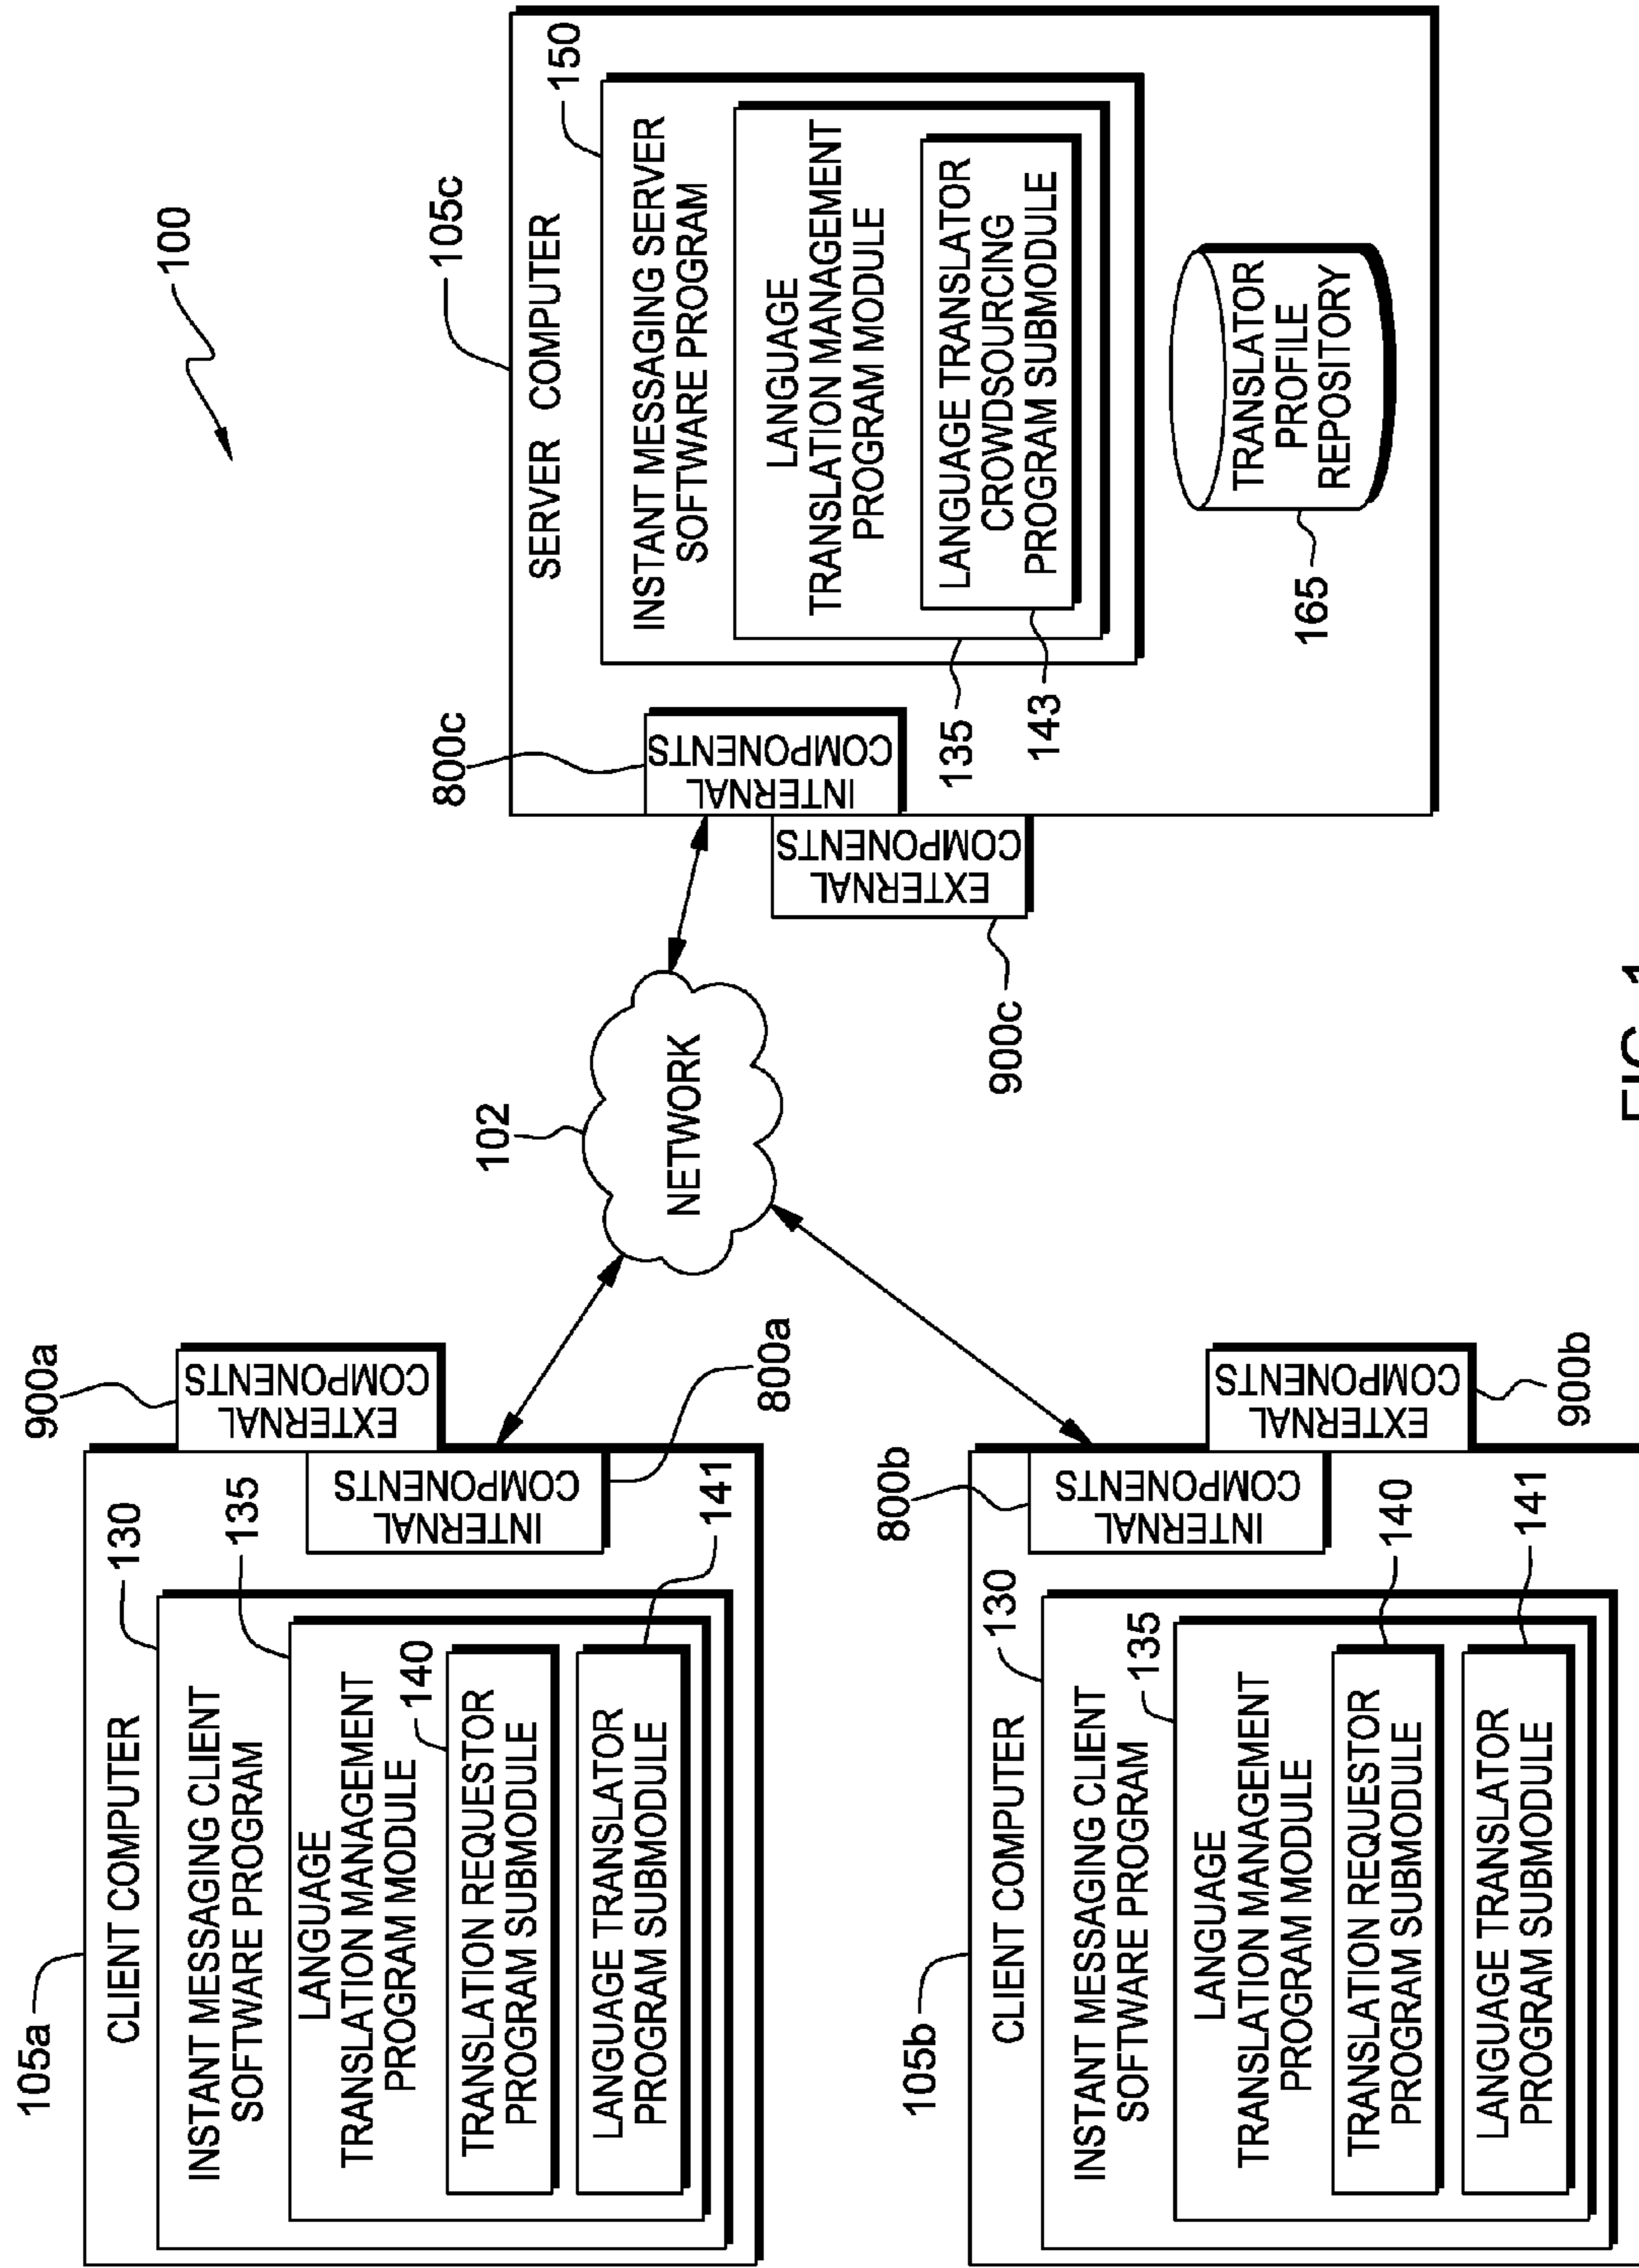 100
105a
CLIENT COMPUTER
130
INSTANT MESSAGING CLIENT
SOFTWARE PROGRAM
135
LANGUAGE
TRANSLATION MANAGEMENT
PROGRAM MODULE
140
TRANSLATION REQUESTOR
PROGRAM SUBMODULE
LANGUAGE TRANSLATOR
PROGRAM SUBMODULE
141
900a
EXTERNAL
COMPONENTS
INTERNAL
COMPONENTS
800a
102
NETWORK
105c
SERVER COMPUTER
150
INSTANT MESSAGING SERVER
SOFTWARE PROGRAM
LANGUAGE
TRANSLATION MANAGEMENT
PROGRAM MODULE
LANGUAGE TRANSLATOR
CROWDSOURCING
PROGRAM SUBMODULE
135
143
800c
INTERNAL
COMPONENTS
EXTERNAL
COMPONENTS
900c
TRANSLATOR
PROFILE
REPOSITORY
165
105b
CLIENT COMPUTER
130
INSTANT MESSAGING CLIENT
SOFTWARE PROGRAM
135
LANGUAGE
TRANSLATION MANAGEMENT
PROGRAM MODULE
TRANSLATION REQUESTOR
PROGRAM SUBMODULE
140
LANGUAGE TRANSLATOR
PROGRAM SUBMODULE
141
800b
INTERNAL
COMPONENTS
EXTERNAL
COMPONENTS
900b
FIG. 1